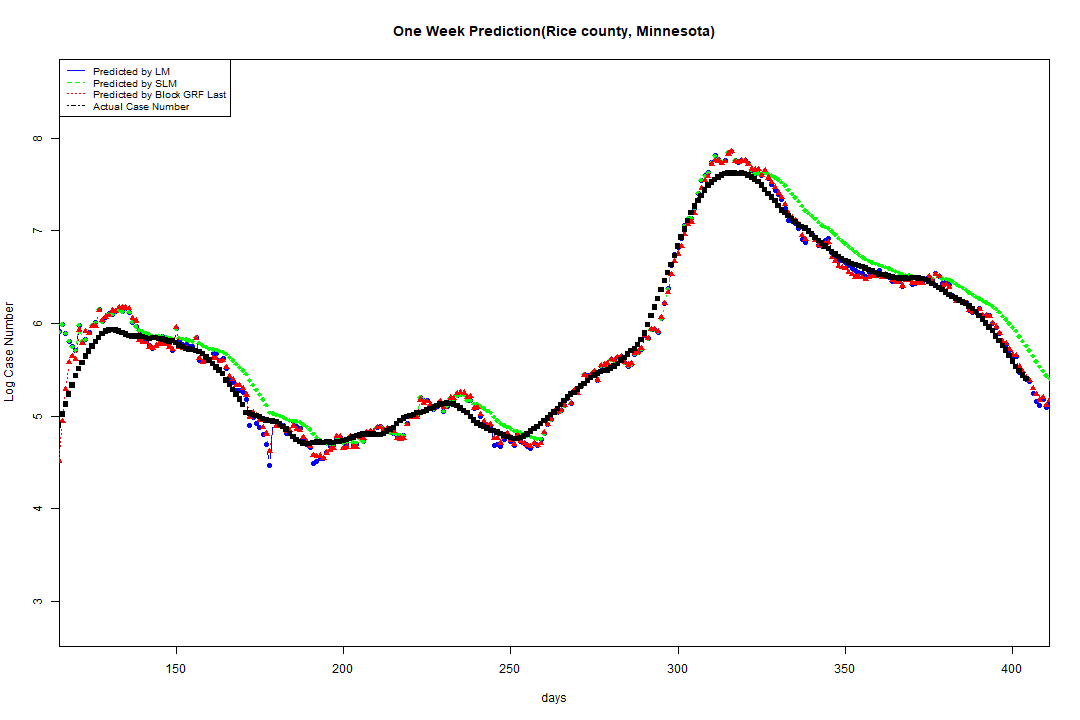 One Week Prediction(Rice county, Minnesota)
Predicted by LM
Predicted by SLM
Predicted by Block GRF Last
Actual Case Number
8
7
6
5
4
3
Log Case Number
150 200 250 300 350 400
days